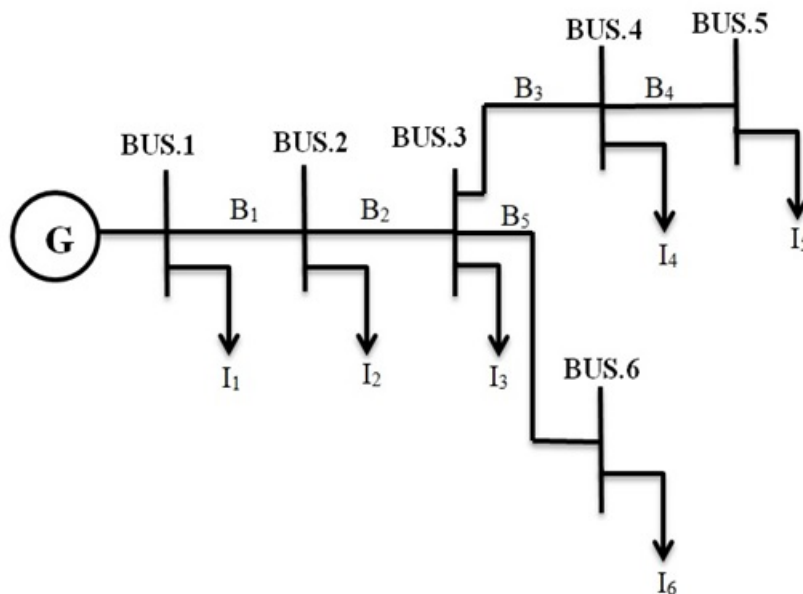 BUS.4
BUS.5
B₃
B₄
BUS.1
BUS.2
BUS.3
B₁
B₂
B₅
G
I₄
I₅
I₁
I₂
I₃
BUS.6
I₆